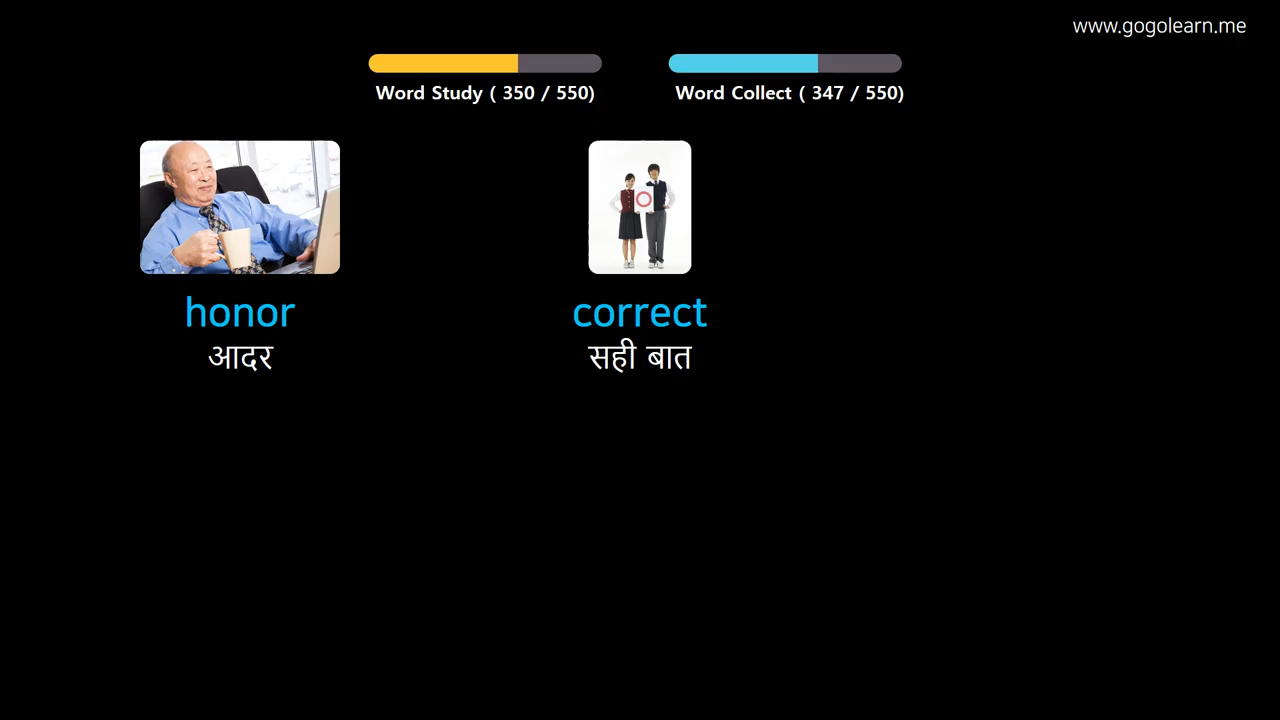 www.gogolearn.me
Word Study ( 350 / 550)
Word Collect ( 347 / 550)
honor
आदर
correct
सही बात